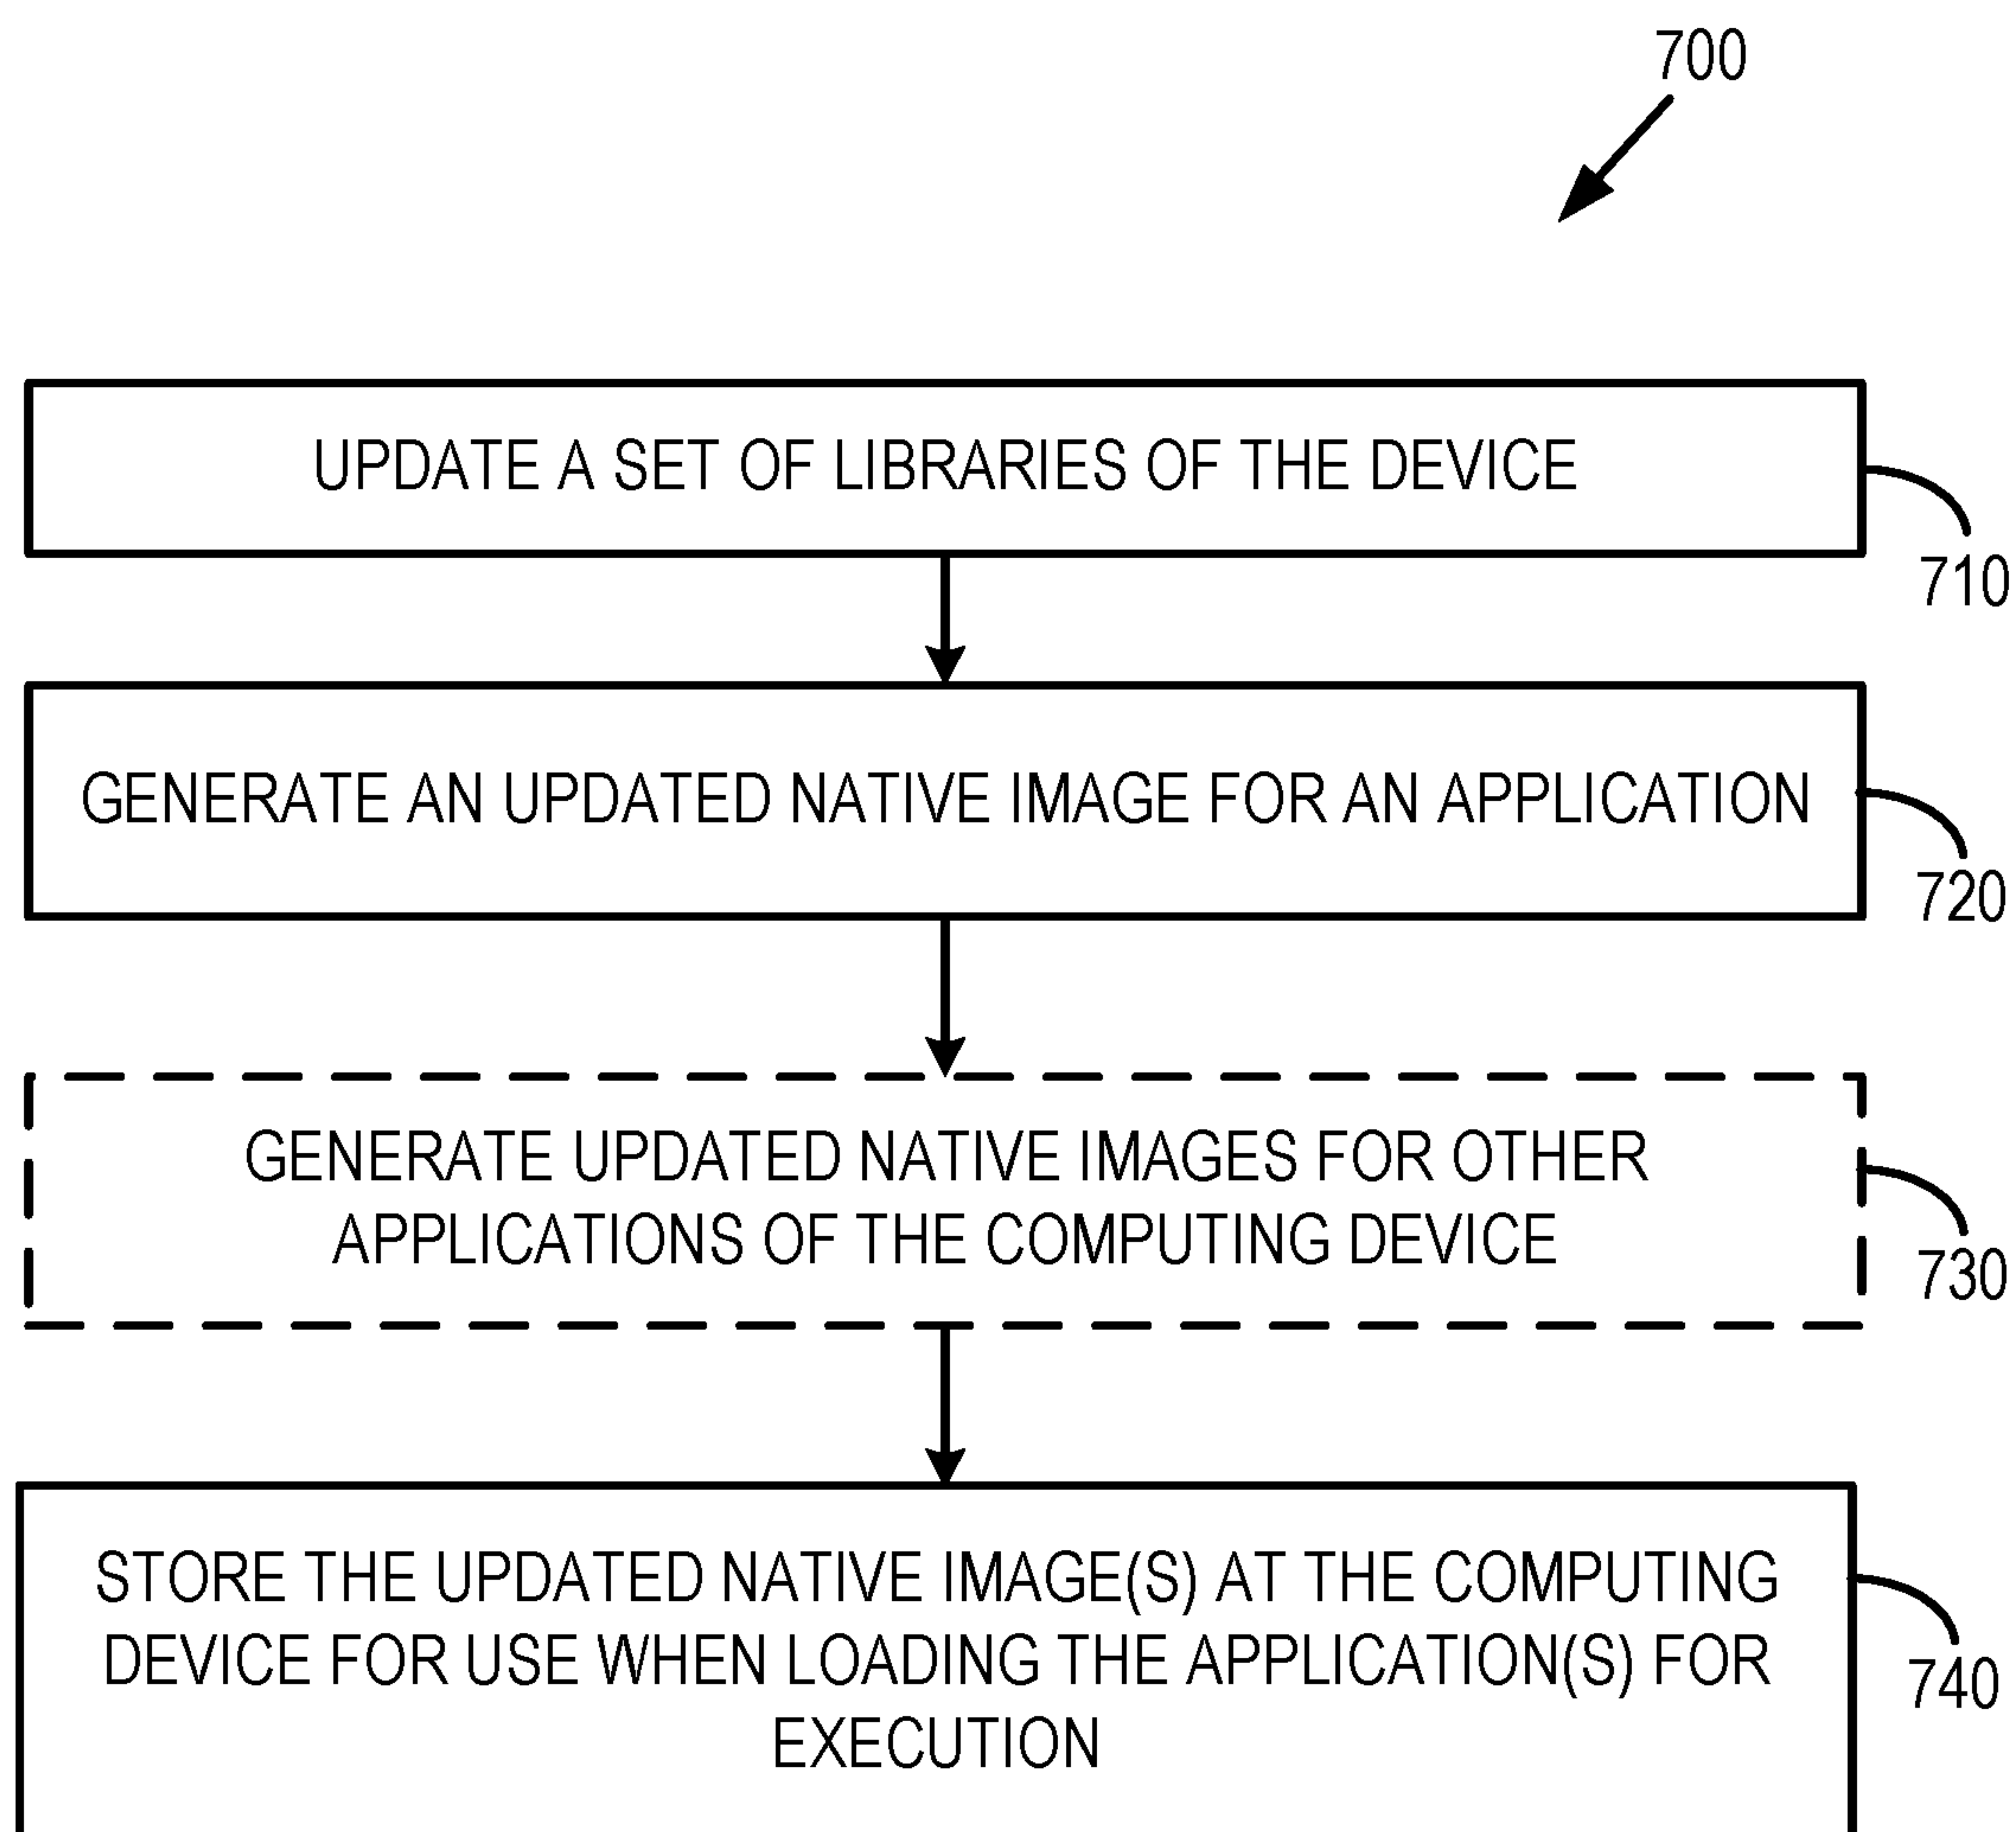 700
UPDATE A SET OF LIBRARIES OF THE DEVICE
710
GENERATE AN UPDATED NATIVE IMAGE FOR AN APPLICATION
720
GENERATE UPDATED NATIVE IMAGES FOR OTHER
APPLICATIONS OF THE COMPUTING DEVICE
730
STORE THE UPDATED NATIVE IMAGE(S) AT THE COMPUTING
DEVICE FOR USE WHEN LOADING THE APPLICATION(S) FOR
EXECUTION
740